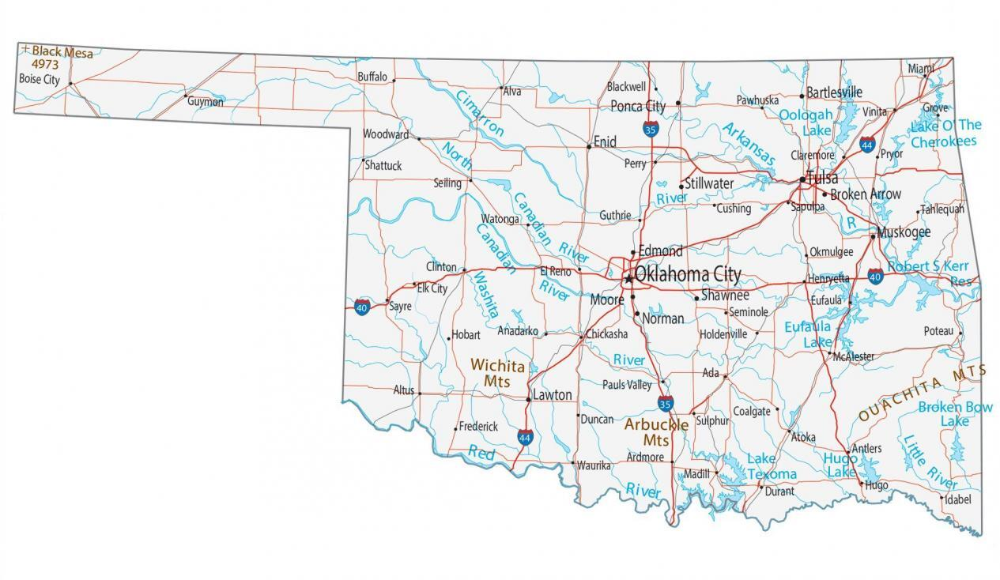 Black Mesa
4973
Boise City
Guymon
Buffalo
Alva
Blackwell
Ponca City
Pawhuska
Bartlesville
Miami
Vinita
Grove
Oologah
Lake
Lake O' The
Cherokees
Cimarron
35
44
Woodward
Enid
Arkansas
Claremore
Pryor
Shattuck
North
Perry
Seiling
Stillwater
Tulsa
Broken Arrow
River
Cushing
Sapulpa
Tahlequah
Watonga
Canadian
Guthrie
R
Muskogee
Canadian
River
Edmond
Okmulgee
Clinton
El Reno
Oklahoma City
Henryetta
40
Robert S Kerr
Res
Elk City
Washita
River
Moore
Shawnee
Eufaula
40
Sayre
Norman
Seminole
Eufaula
Lake
Hobart
Anadarko
Chickasha
Holdenville
Poteau
McAlester
Wichita
Mts
River
Ada
OUACHITA MTS
Altus
Lawton
Pauls Valley
35
Coalgate
Broken Bow
Lake
Duncan
Sulphur
Arbuckle
Mts
Frederick
44
Atoka
Antlers
Red
Waurika
Ardmore
Lake
Texoma
Hugo
Lake
Little River
Madill
River
Durant
Hugo
Idabel